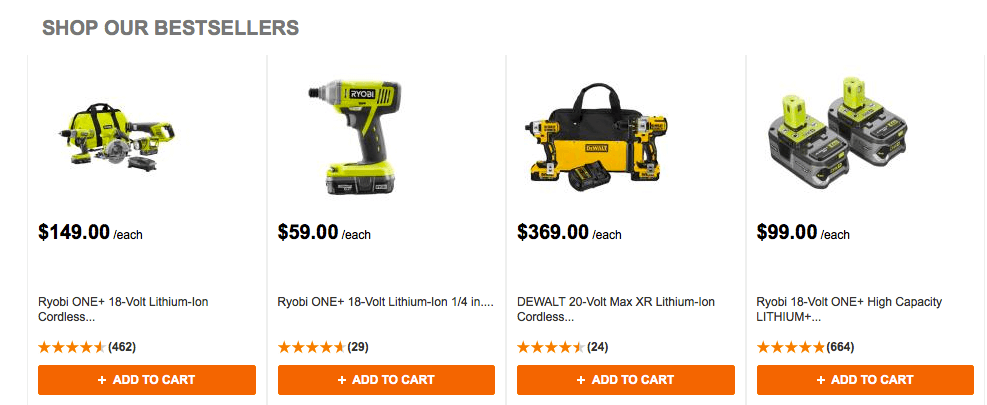 SHOP OUR BESTSELLERS
RYOBI
DEWALT
$149.00 /each
$59.00 /each
$369.00 /each
$99.00 /each
Ryobi ONE+ 18-Volt Lithium-Ion
Cordless...
Ryobi ONE+ 18-Volt Lithium-Ion 1/4 in....
DEWALT 20-Volt Max XR Lithium-Ion
Cordless...
Ryobi 18-Volt ONE+ High Capacity
LITHIUM+...
(462)
(29)
(24)
(664)
+ ADD TO CART
+ ADD TO CART
+ ADD TO CART
+ ADD TO CART